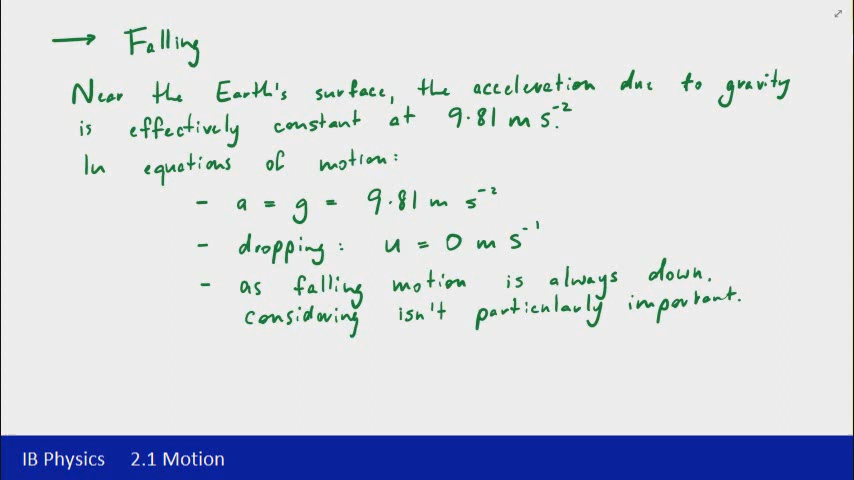 → Falling
Near the Earth's surface, the acceleration due to gravity
is effectively constant at 9.81 m s⁻².
In equations of motion:
- a = g = 9.81 m s⁻²
- dropping: u = 0 m s⁻¹
- as falling motion is always down.
considering isn't particularly important.
IB Physics 2.1 Motion